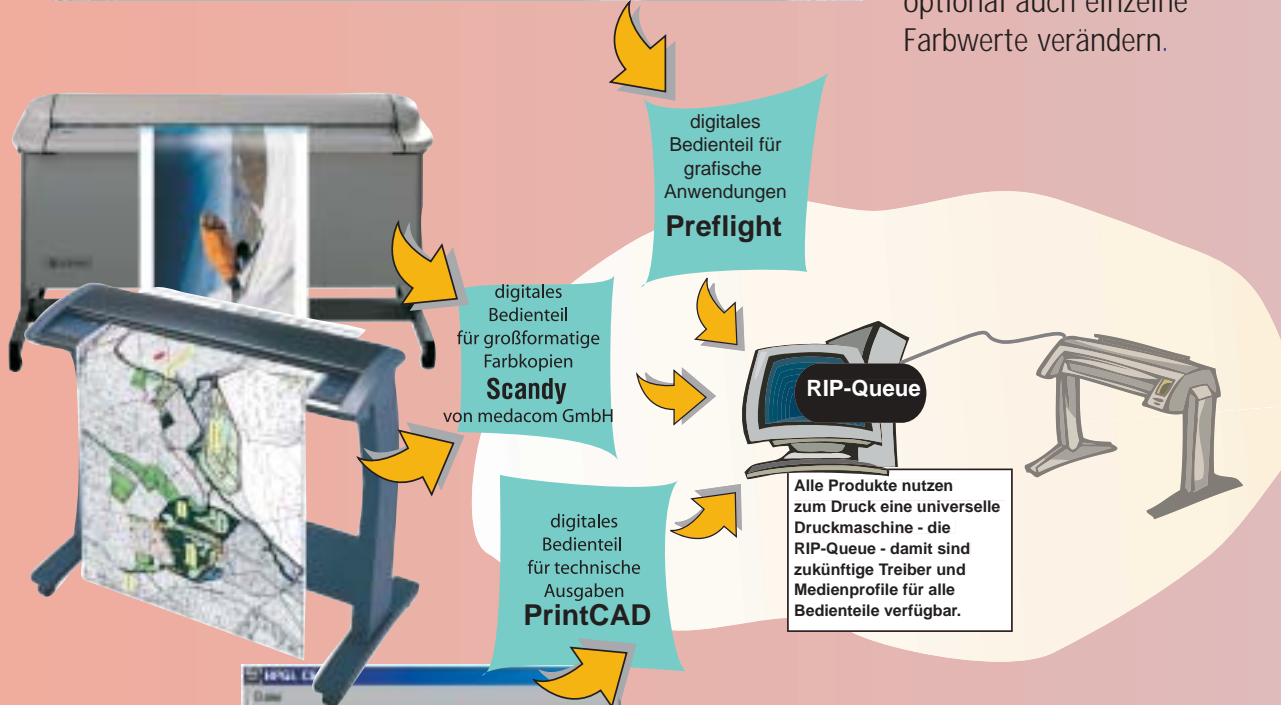 optional auch einzelne
Farbwerte verändern.
digitales
Bedienteil für
grafische
Anwendungen
Preflight
digitales
Bedienteil
für großformatige
Farbkopien
Scandy
von medacom GmbH
RIP-Queue
Alle Produkte nutzen
zum Druck eine universelle
Druckmaschine - die
RIP-Queue - damit sind
zukünftige Treiber und
Medienprofile für alle
Bedienteile verfügbar.
digitales
Bedienteil
für technische
Ausgaben
PrintCAD
HPGL
Datei